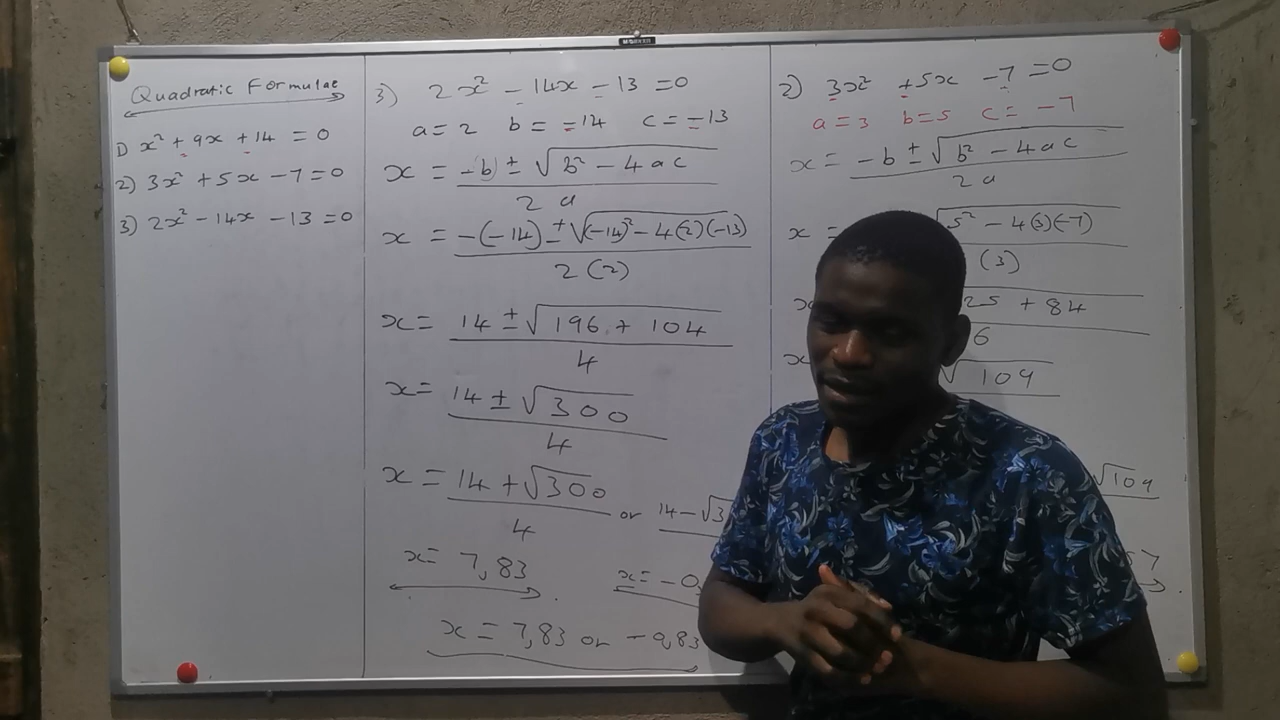 Quadratic Formulae
1) x² + 9x + 14 = 0
2) 3x² + 5x - 7 = 0
3) 2x² - 14x - 13 = 0
3) 2x² - 14x - 13 = 0
a = 2 b = -14 c = -13
x = -b ± √b² - 4ac
2a
x = -(-14) ± √(-14)² - 4(2)(-13)
2(2)
x = 14 ± √196 + 104
4
x = 14 ± √300
4
x = 14 + √300
4
or 14 - √3
x = 7,83
x = -0
x = 7,83 or -0,83
2) 3x² + 5x - 7 = 0
a = 3 b = 5 c = -7
x = -b ± √b² - 4ac
2a
x = √5² - 4(3)(-7)
(3)
x 25 + 84
6
x √109
√109
7